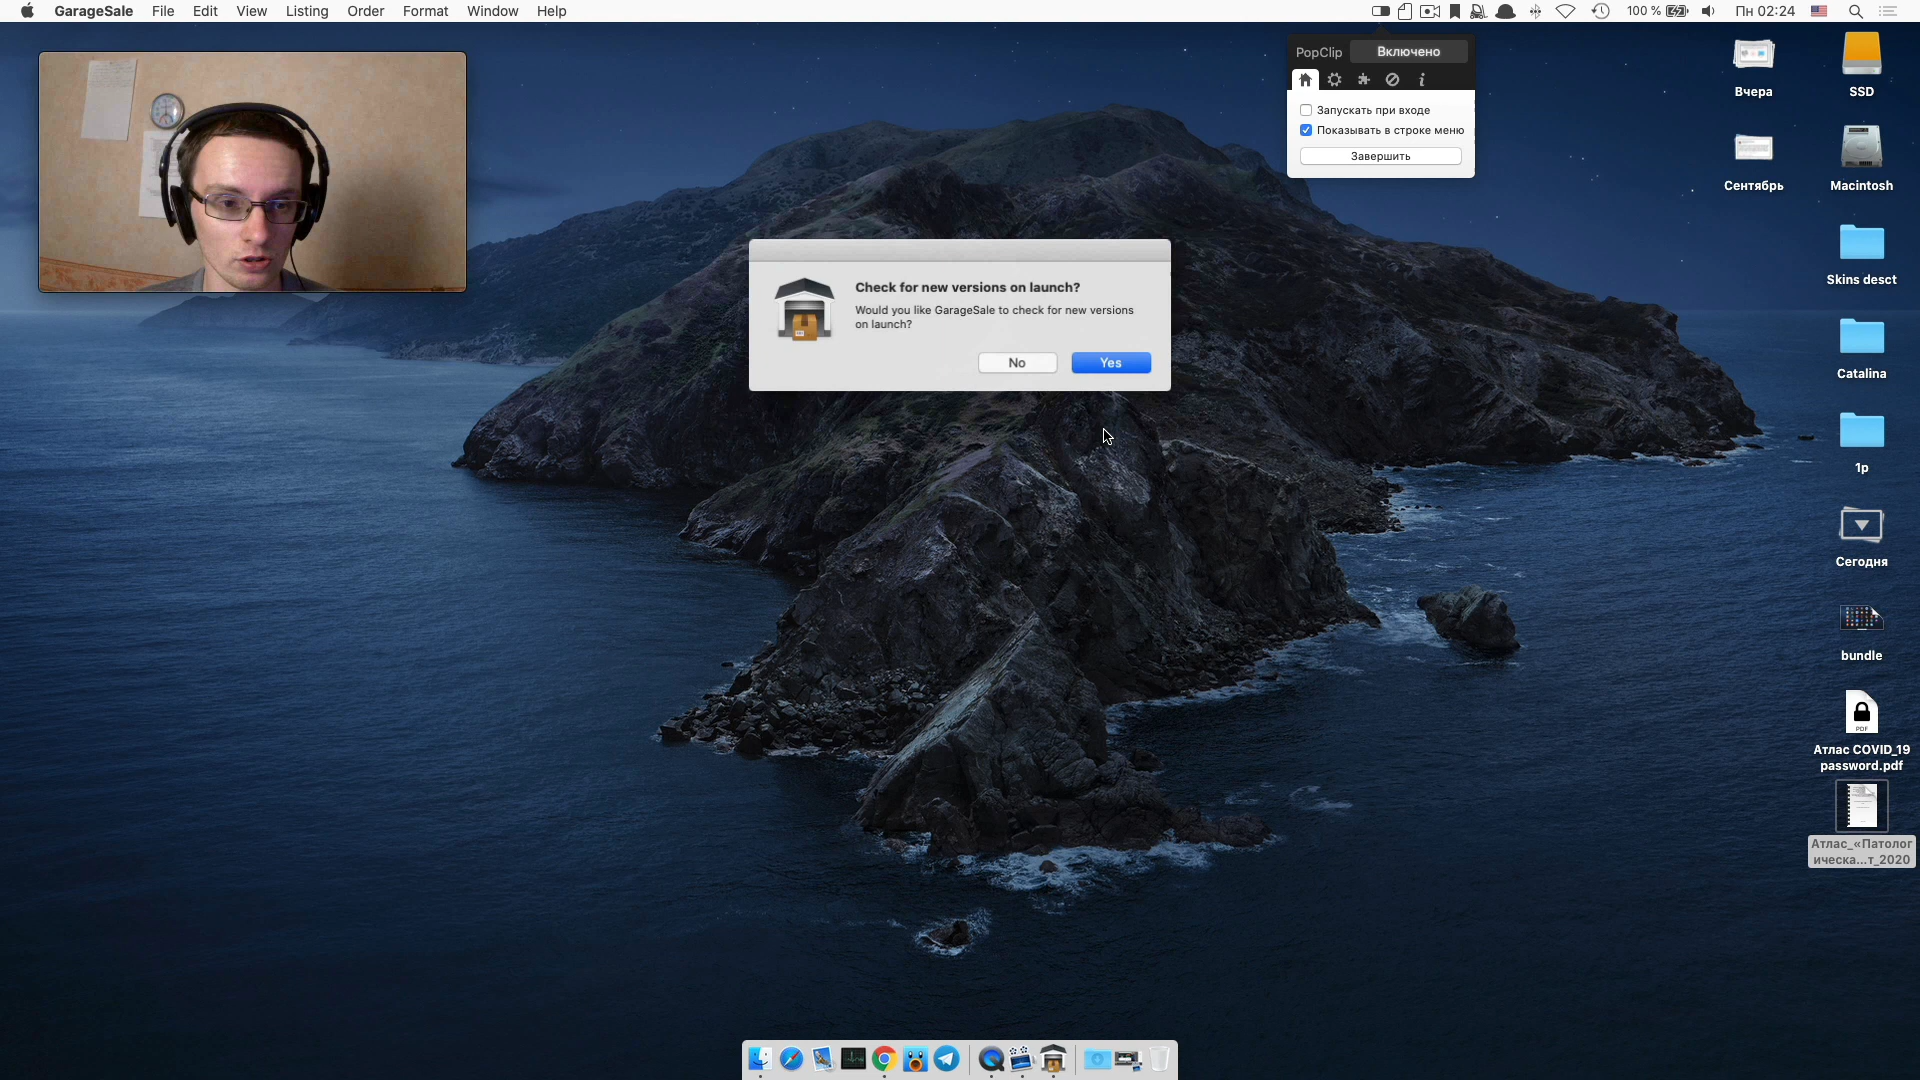 GarageSale File Edit View Listing Order Format Window Help
100 % Пн 02:24
PopClip Включено
Запускать при входе
Показывать в строке меню
Завершить
Check for new versions on launch?
Would you like GarageSale to check for new versions
on launch?
No Yes
Вчера
SSD
Сентябрь
Macintosh
Skins desct
Catalina
1p
Сегодня
bundle
PDF
Атлас COVID_19
password.pdf
Атлас_«Патолог
ическа...т_2020